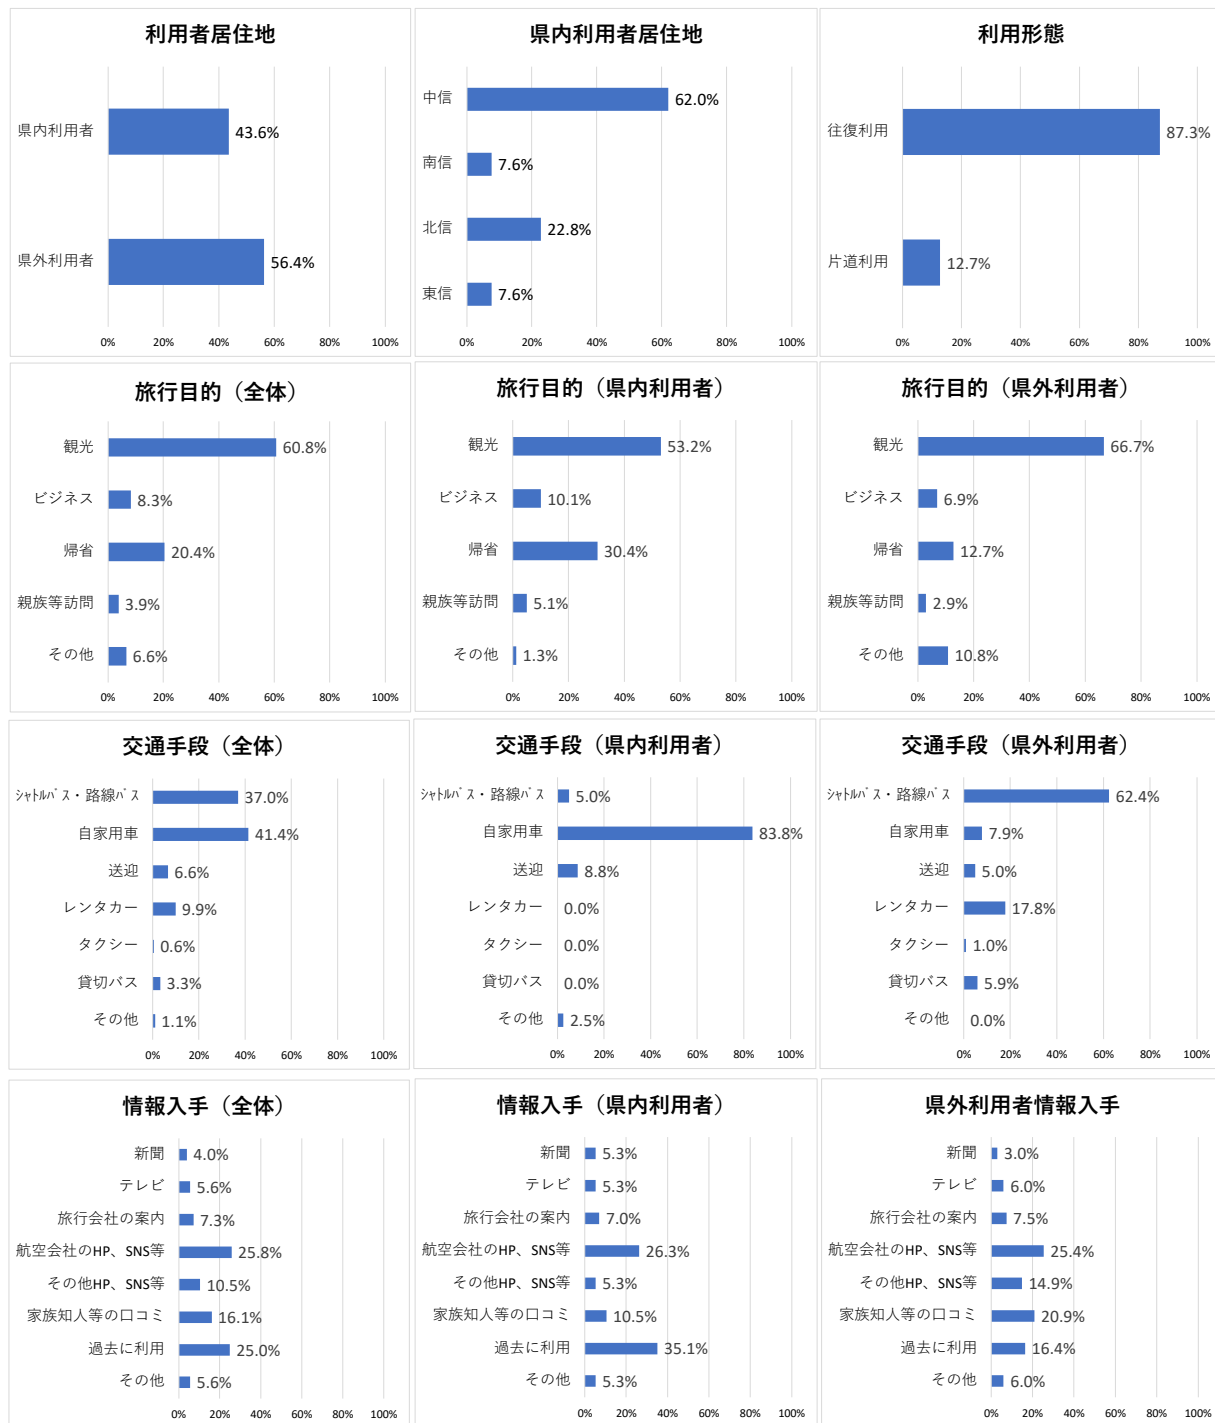 利用者居住地
県内利用者 43.6%
県外利用者 56.4%
0% 20% 40% 60% 80% 100%
県内利用者居住地
中信 62.0%
南信 7.6%
北信 22.8%
東信 7.6%
0% 20% 40% 60% 80% 100%
利用形態
往復利用 87.3%
片道利用 12.7%
0% 20% 40% 60% 80% 100%
旅行目的（全体）
観光 60.8%
ビジネス 8.3%
帰省 20.4%
親族等訪問 3.9%
その他 6.6%
0% 20% 40% 60% 80% 100%
旅行目的（県内利用者）
観光 53.2%
ビジネス 10.1%
帰省 30.4%
親族等訪問 5.1%
その他 1.3%
0% 20% 40% 60% 80% 100%
旅行目的（県外利用者）
観光 66.7%
ビジネス 6.9%
帰省 12.7%
親族等訪問 2.9%
その他 10.8%
0% 20% 40% 60% 80% 100%
交通手段（全体）
ｼｬﾄﾙﾊﾞｽ・路線ﾊﾞｽ 37.0%
自家用車 41.4%
送迎 6.6%
レンタカー 9.9%
タクシー 0.6%
貸切バス 3.3%
その他 1.1%
0% 20% 40% 60% 80% 100%
交通手段（県内利用者）
ｼｬﾄﾙﾊﾞｽ・路線ﾊﾞｽ 5.0%
自家用車 83.8%
送迎 8.8%
レンタカー 0.0%
タクシー 0.0%
貸切バス 0.0%
その他 2.5%
0% 20% 40% 60% 80% 100%
交通手段（県外利用者）
ｼｬﾄﾙﾊﾞｽ・路線ﾊﾞｽ 62.4%
自家用車 7.9%
送迎 5.0%
レンタカー 17.8%
タクシー 1.0%
貸切バス 5.9%
その他 0.0%
0% 20% 40% 60% 80% 100%
情報入手（全体）
新聞 4.0%
テレビ 5.6%
旅行会社の案内 7.3%
航空会社のHP、SNS等 25.8%
その他HP、SNS等 10.5%
家族知人等の口コミ 16.1%
過去に利用 25.0%
その他 5.6%
0% 20% 40% 60% 80% 100%
情報入手（県内利用者）
新聞 5.3%
テレビ 5.3%
旅行会社の案内 7.0%
航空会社のHP、SNS等 26.3%
その他HP、SNS等 5.3%
家族知人等の口コミ 10.5%
過去に利用 35.1%
その他 5.3%
0% 20% 40% 60% 80% 100%
県外利用者情報入手
新聞 3.0%
テレビ 6.0%
旅行会社の案内 7.5%
航空会社のHP、SNS等 25.4%
その他HP、SNS等 14.9%
家族知人等の口コミ 20.9%
過去に利用 16.4%
その他 6.0%
0% 20% 40% 60% 80% 100%